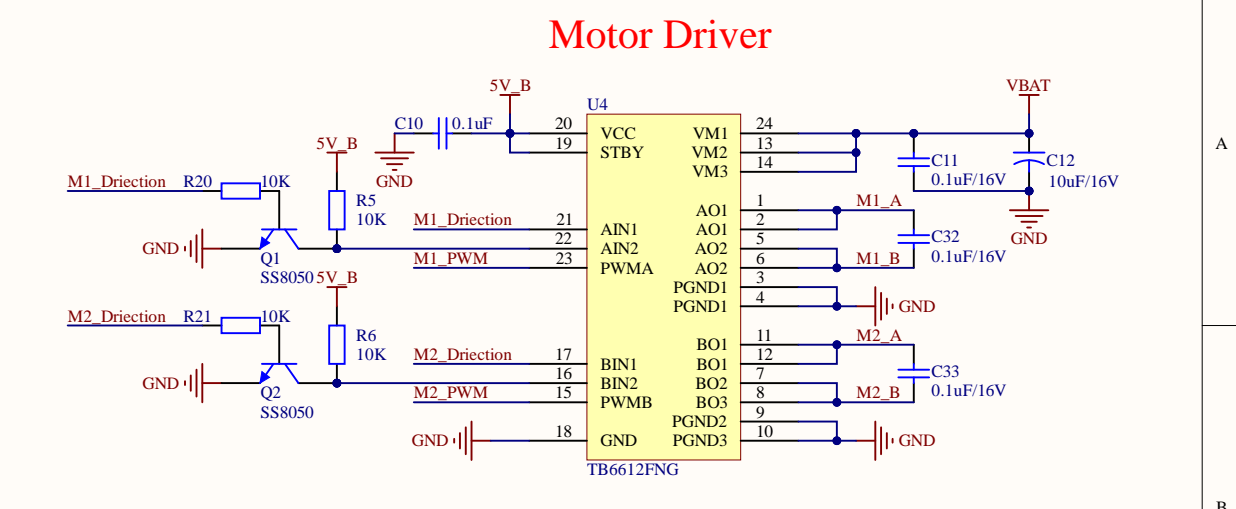 Motor Driver
5V_B
VBAT
U4
C10 0.1uF
20 VCC VM1 24
19 STBY VM2 13
VM3 14
A
5V_B
GND
C11
0.1uF/16V
C12
10uF/16V
M1_Driection R20 10K
R5
10K
GND
AO1 1 M1_A
M1_Driection 21 AIN1 AO1 2
GND 22 AIN2 AO2 5
C32
0.1uF/16V
Q1
SS8050
M1_PWM 23 PWMA AO2 6 M1_B
5V_B
PGND1 3
PGND1 4 GND
M2_Driection R21 10K
R6
10K
BO1 11 M2_A
M2_Driection 17 BIN1 BO1 12
GND 16 BIN2 BO2 7
C33
0.1uF/16V
Q2
SS8050
M2_PWM 15 PWMB BO3 8 M2_B
PGND2 9
GND 18 GND PGND3 10 GND
TB6612FNG
B